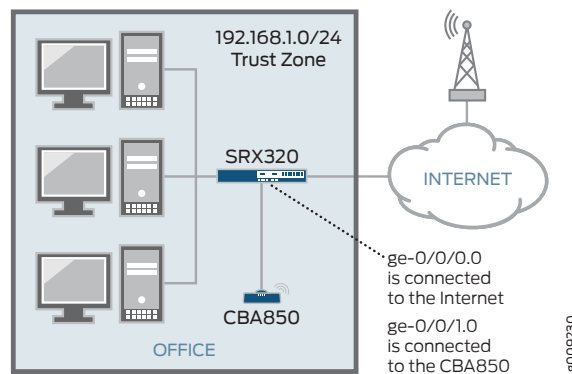 192.168.1.0/24
Trust Zone
SRX320
INTERNET
ge-0/0/0.0
is connected
to the Internet
CBA850
ge-0/0/1.0
is connected
to the CBA850
OFFICE
g009230